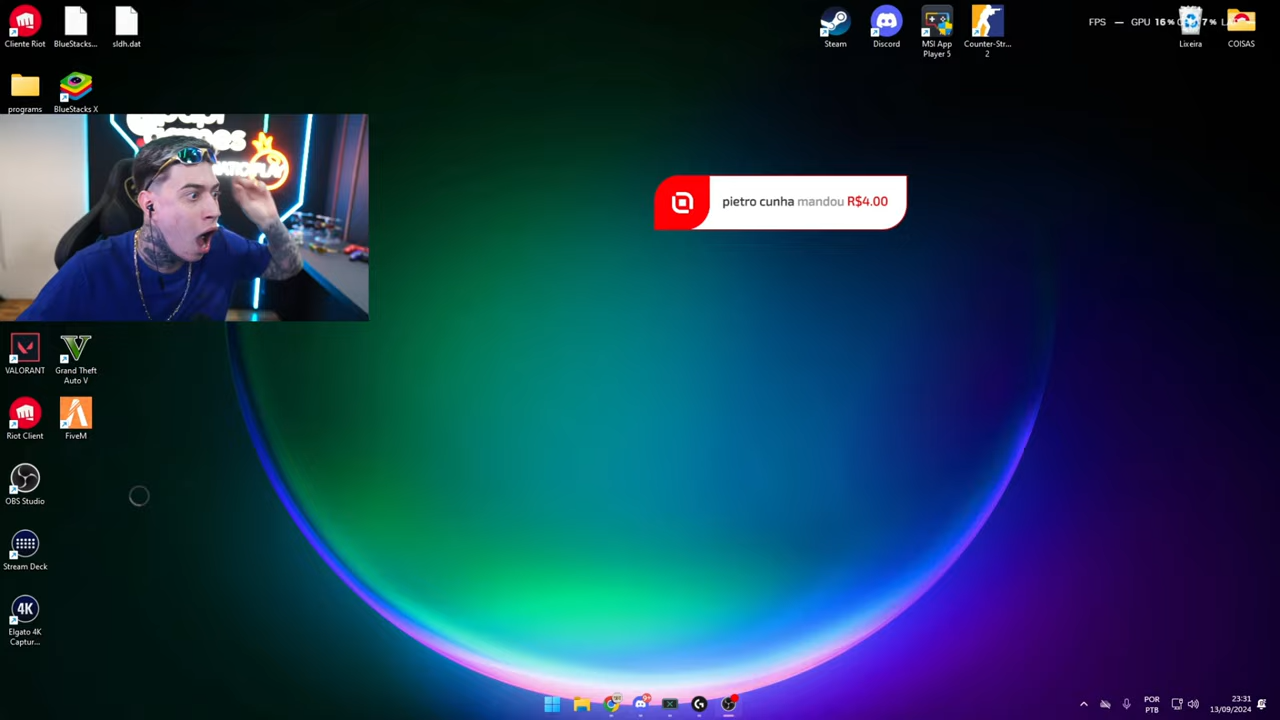 Cliente Riot
BlueStacks...
sldh.dat
Steam
Discord
MSI App
Player 5
Counter-Str...
2
FPS — GPU 16% 7%
Lixeira
COISAS
programs
BlueStacks X
pietro cunha mandou R$4.00
VALORANT
Grand Theft
Auto V
Riot Client
FiveM
OBS Studio
Stream Deck
4K
Elgato 4K
Captur...
POR
PTB
23:31
13/09/2024